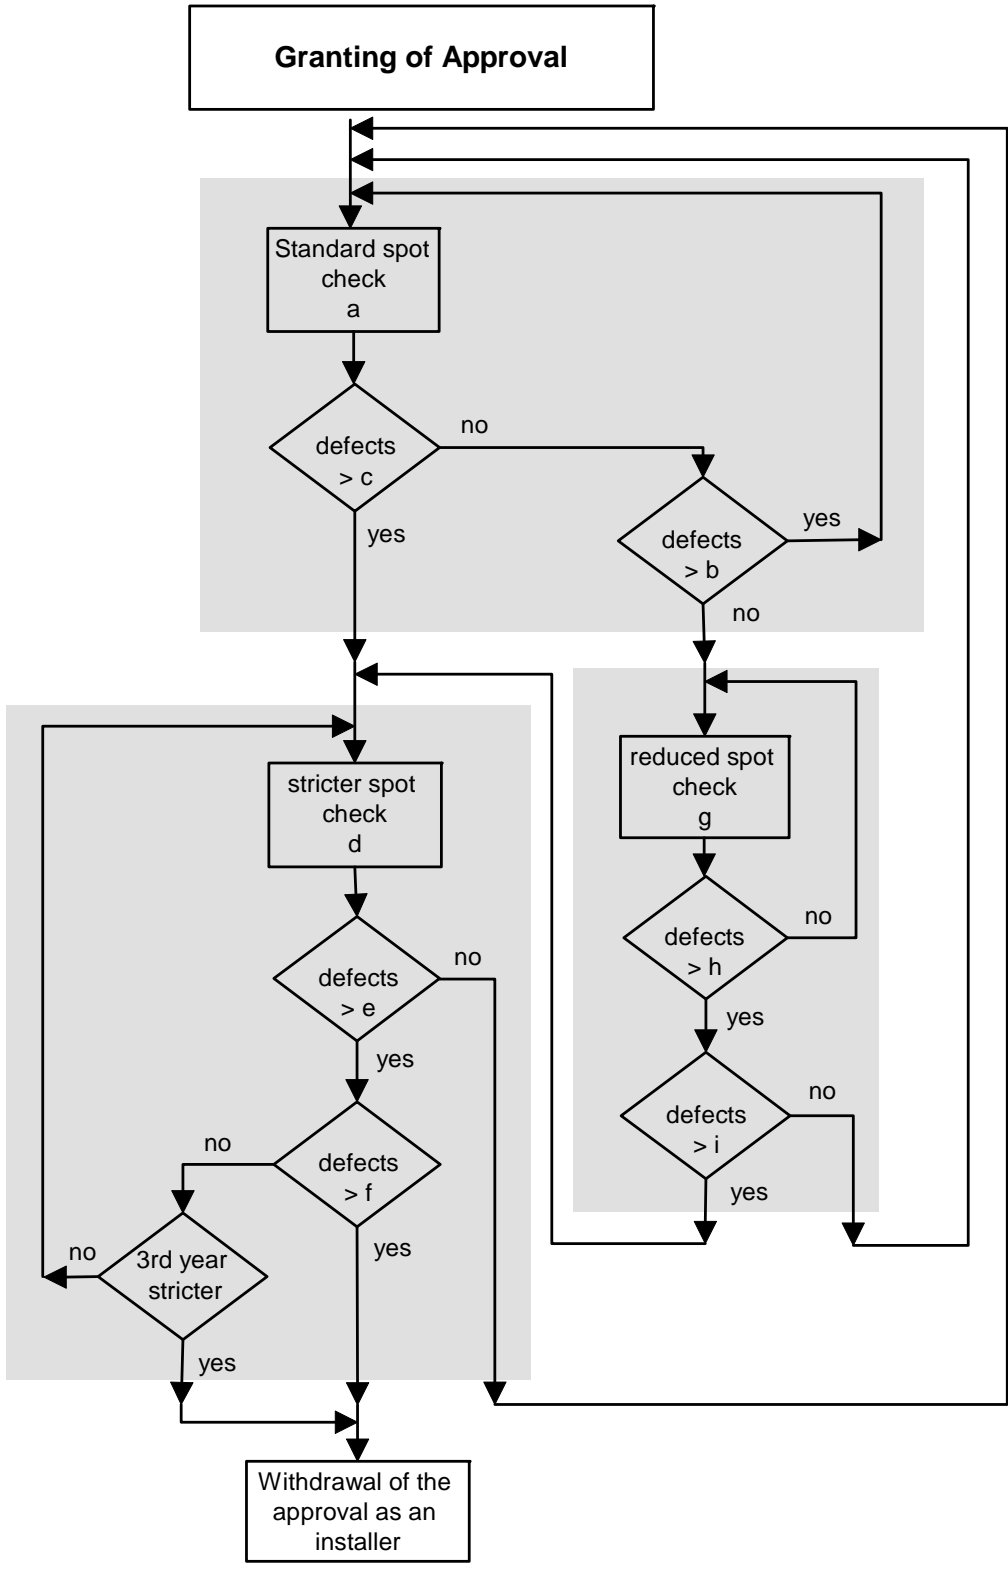 Granting of Approval
Standard spot
check
a
defects
> c
no
yes
defects
> b
yes
no
stricter spot
check
d
defects
> e
no
yes
defects
> f
no
yes
3rd year
stricter
no
yes
reduced spot
check
g
defects
> h
no
yes
defects
> i
no
yes
Withdrawal of the
approval as an
installer